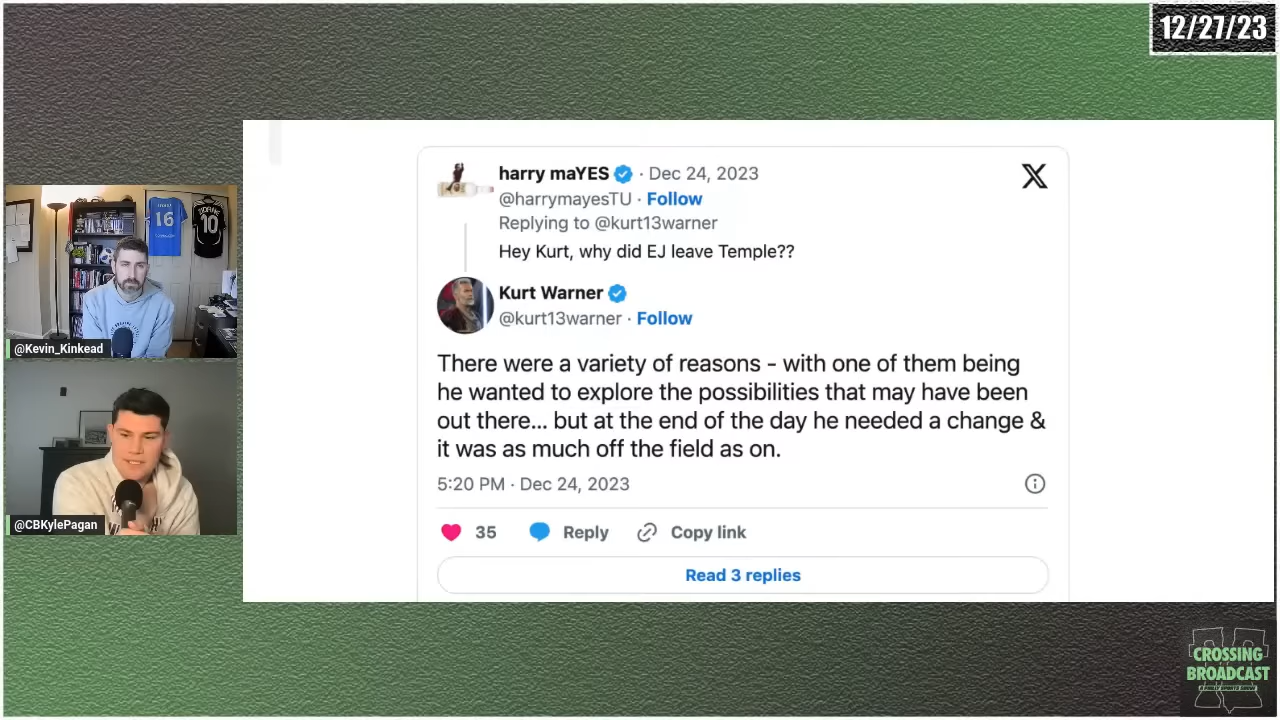 12/27/23
harry maYES · Dec 24, 2023
@harrymayesTU · Follow
Replying to @kurt13warner
Hey Kurt, why did EJ leave Temple??
Kurt Warner
@kurt13warner · Follow
There were a variety of reasons - with one of them being
he wanted to explore the possibilities that may have been
out there... but at the end of the day he needed a change &
it was as much off the field as on.
5:20 PM · Dec 24, 2023
35 Reply Copy link
Read 3 replies
16
ZIDANE
10
@Kevin_Kinkead
@CBKylePagan
CROSSING
BROADCAST